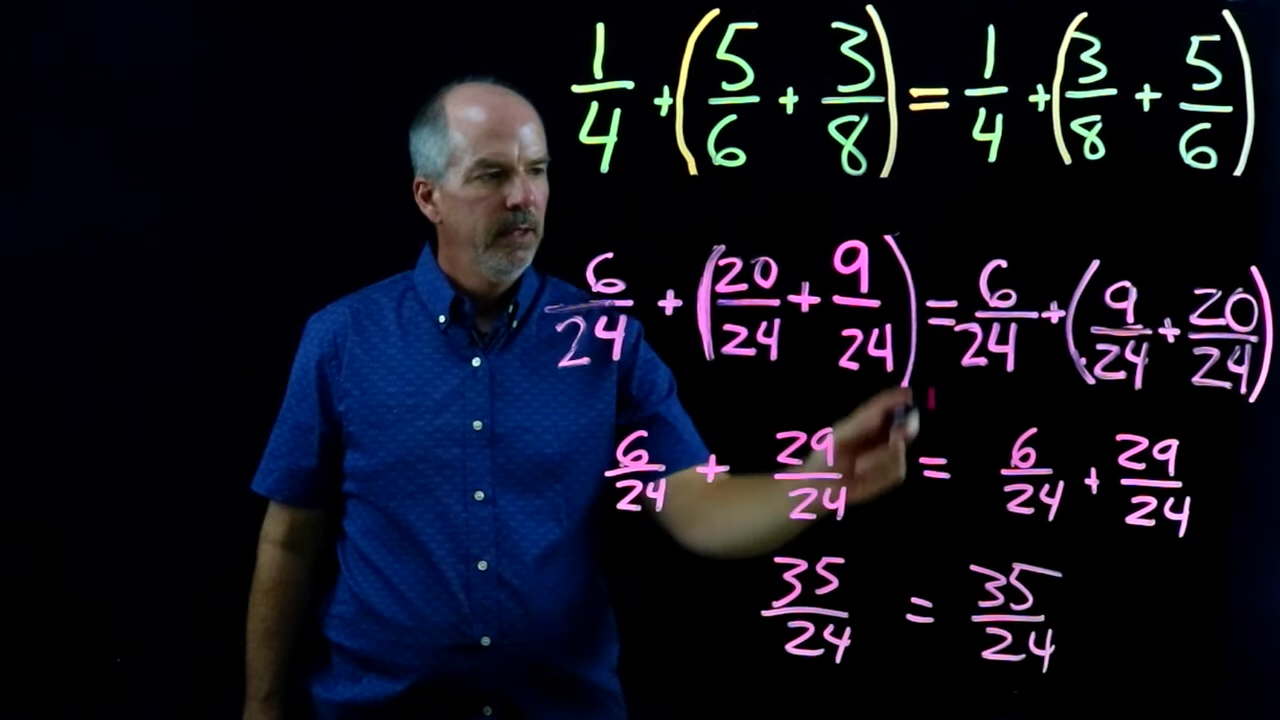 1/4 + (5/6 + 3/8) = 1/4 + (3/8 + 5/6)
6/24 + (20/24 + 9/24) = 6/24 + (9/24 + 20/24)
6/24 + 29/24 = 6/24 + 29/24
35/24 = 35/24